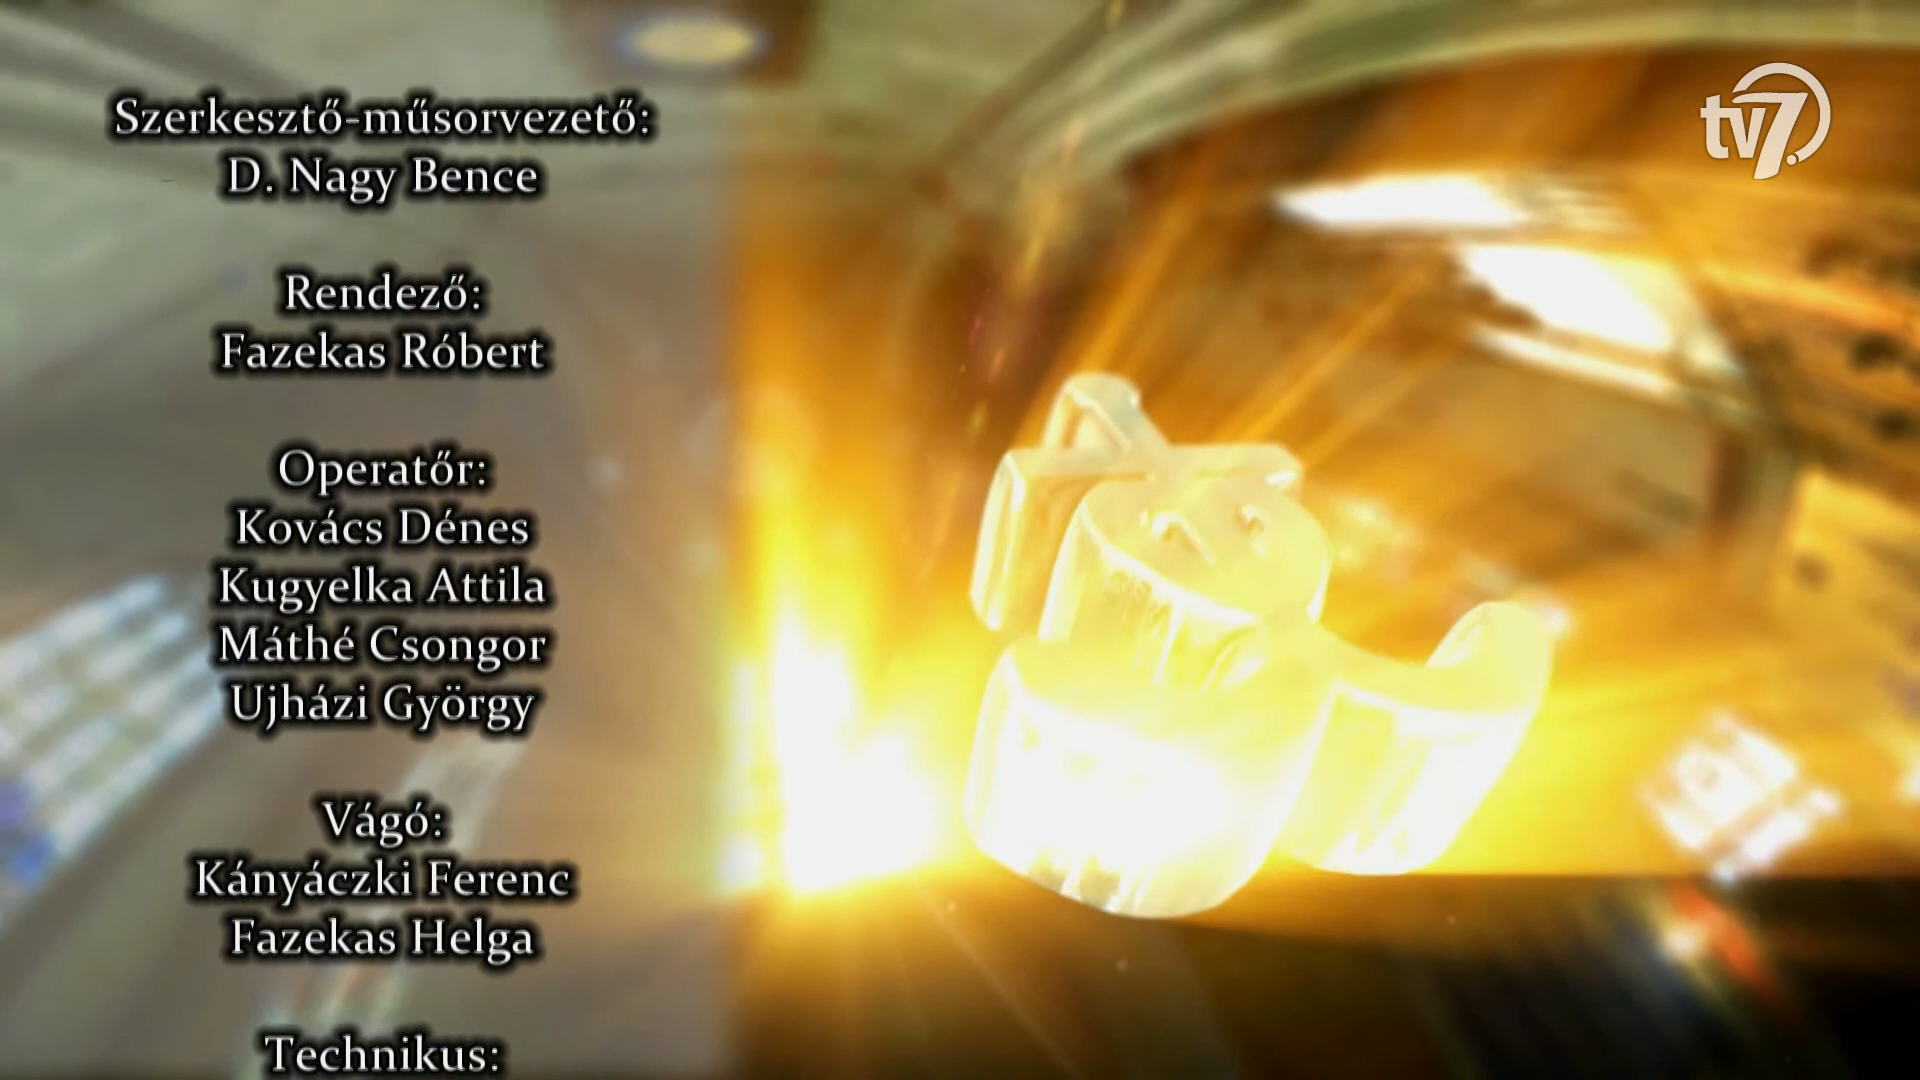 Szerkesztő-műsorvezető:
D. Nagy Bence
Rendező:
Fazekas Róbert
Operatőr:
Kovács Dénes
Kugyelka Attila
Máthé Csongor
Ujházi György
Vágó:
Kányáczki Ferenc
Fazekas Helga
Technikus:
tv7.